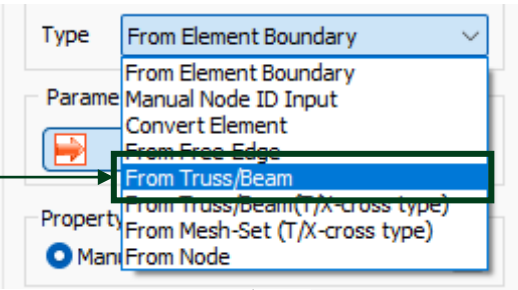 Type From Element Boundary
From Element Boundary
Parame Manual Node ID Input
Convert Element
From Free Edge
From Truss/Beam
From Truss/Beam(T/X-cross type)
Property From Mesh-Set (T/X-cross type)
Manu From Node